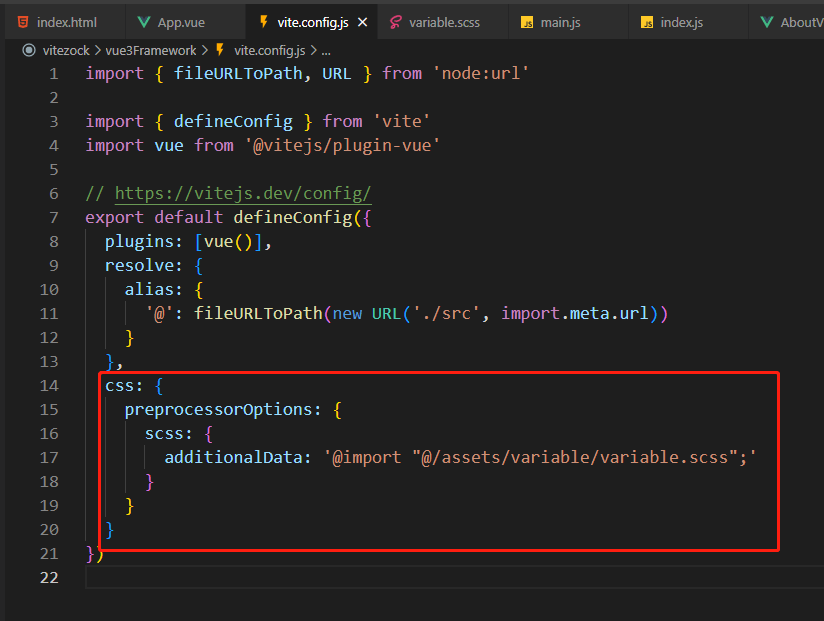 index.html App.vue vite.config.js variable.scss main.js index.js AboutV
vitezock > vue3Framework > vite.config.js > ...
1 import { fileURLToPath, URL } from 'node:url'
2
3 import { defineConfig } from 'vite'
4 import vue from '@vitejs/plugin-vue'
5
6 // https://vitejs.dev/config/
7 export default defineConfig({
8   plugins: [vue()],
9   resolve: {
10     alias: {
11       '@': fileURLToPath(new URL('./src', import.meta.url))
12     }
13   },
14   css: {
15     preprocessorOptions: {
16       scss: {
17         additionalData: '@import "@/assets/variable/variable.scss";'
18       }
19     }
20   }
21 })
22